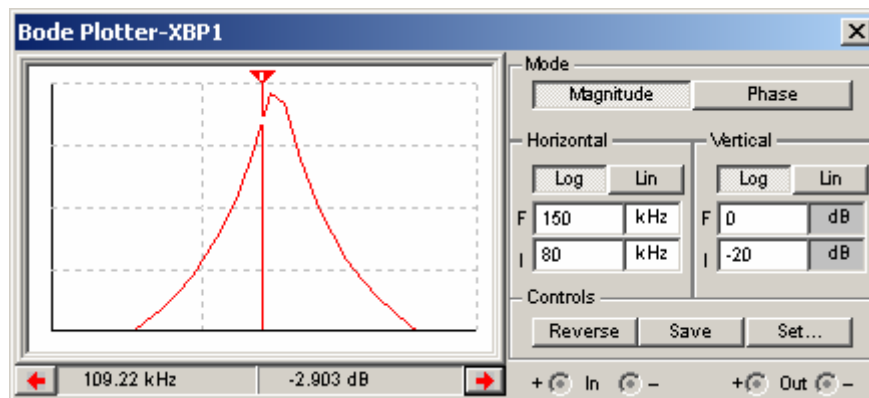 Bode Plotter-XBP1
Mode
Magnitude Phase
Horizontal Vertical
Log Lin Log Lin
F 150 kHz F 0 dB
I 80 kHz I -20 dB
Controls
Reverse Save Set...
109.22 kHz -2.903 dB
+ In - + Out -